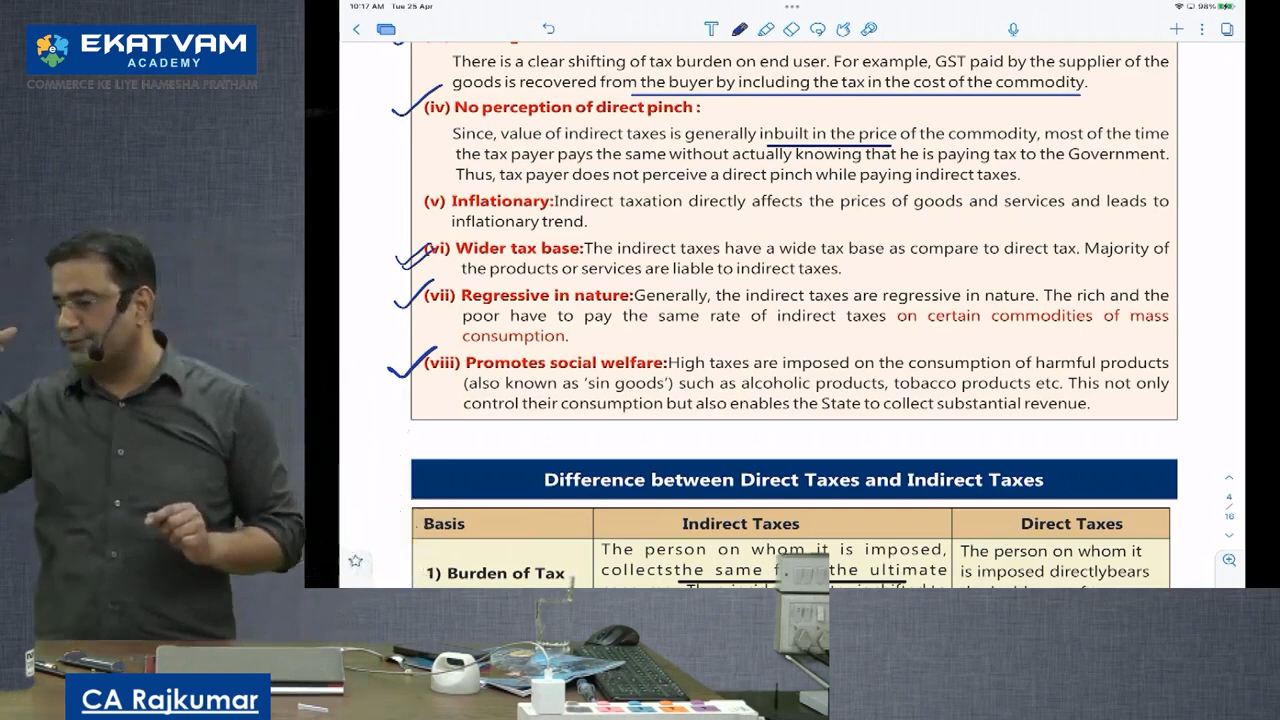 10:17 AM Tue 25 Apr
98%
EKATVAM
ACADEMY
COMMERCE KE LIYE HAMESHA PRATHAM
There is a clear shifting of tax burden on end user. For example, GST paid by the supplier of the
goods is recovered from the buyer by including the tax in the cost of the commodity.
(iv) No perception of direct pinch :
Since, value of indirect taxes is generally inbuilt in the price of the commodity, most of the time
the tax payer pays the same without actually knowing that he is paying tax to the Government.
Thus, tax payer does not perceive a direct pinch while paying indirect taxes.
(v) Inflationary:Indirect taxation directly affects the prices of goods and services and leads to
inflationary trend.
(vi) Wider tax base:The indirect taxes have a wide tax base as compare to direct tax. Majority of
the products or services are liable to indirect taxes.
(vii) Regressive in nature:Generally, the indirect taxes are regressive in nature. The rich and the
poor have to pay the same rate of indirect taxes on certain commodities of mass
consumption.
(viii) Promotes social welfare:High taxes are imposed on the consumption of harmful products
(also known as 'sin goods') such as alcoholic products, tobacco products etc. This not only
control their consumption but also enables the State to collect substantial revenue.
Difference between Direct Taxes and Indirect Taxes
4
/
16
Basis Indirect Taxes Direct Taxes
1) Burden of Tax
The person on whom it is imposed,
collectsthe same the ultimate
The person on whom it
is imposed directlybears
CA Rajkumar